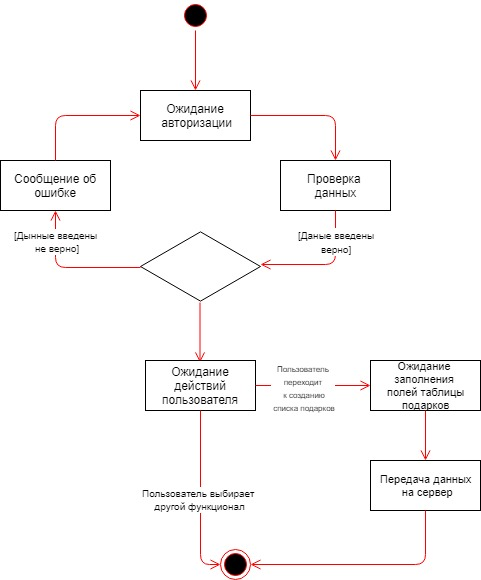 Ожидание
авторизации
Сообщение об
ошибке
Проверка
данных
[Дынные введены
не верно]
[Даные введены
верно]
Ожидание
действий
пользователя
Пользователь
переходит
к созданию
списка подарков
Ожидание
заполнения
полей таблицы
подарков
Передача данных
на сервер
Пользователь выбирает
другой функционал